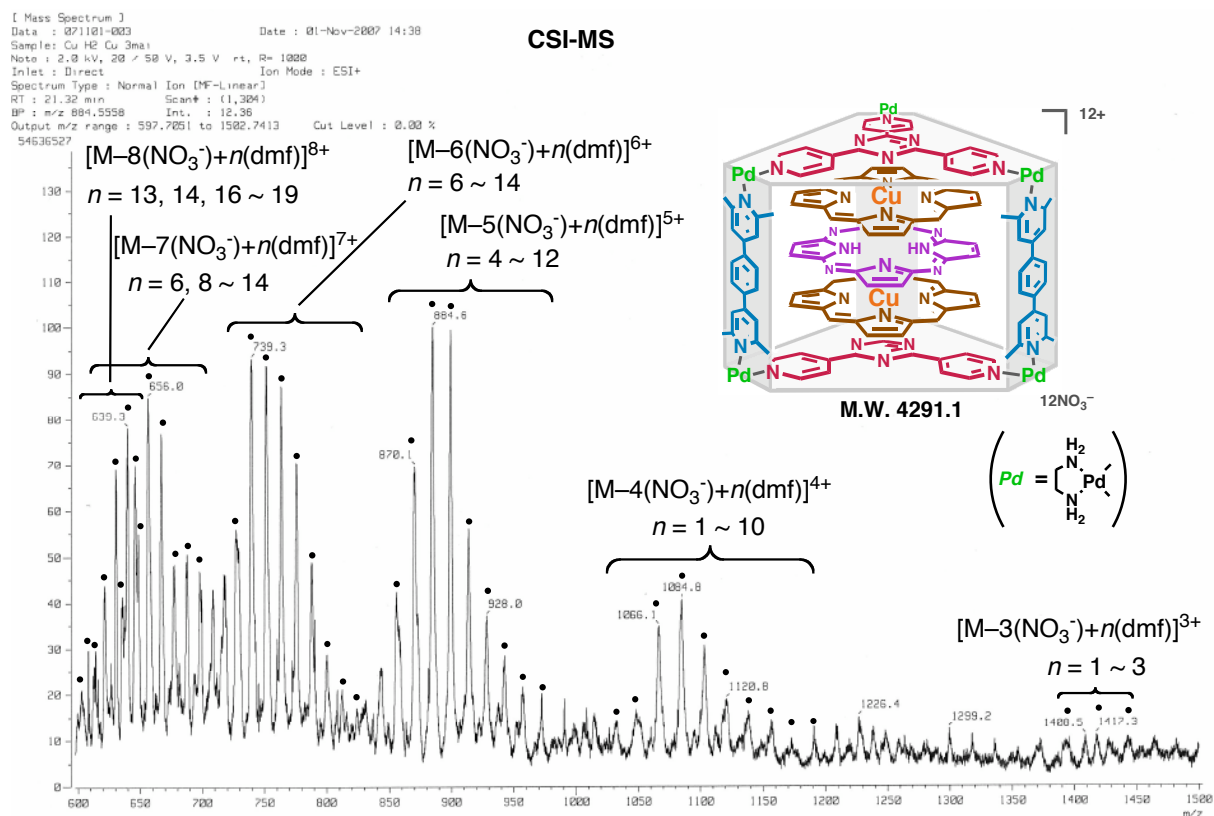 [ Mass Spectrum ]
Data : 071101-003 Date : 01-Nov-2007 14:38
Sample: Cu H2 Cu 3mai
Note : 2.0 kV, 20 / 50 V, 3.5 V rt, R= 1000
Inlet : Direct Ion Mode : ESI+
Spectrum Type : Normal Ion [MF-Linear]
RT : 21.32 min Scan# : (1,304)
BP : m/z 884.5558 Int. : 12.36
Output m/z range : 597.7051 to 1502.7413 Cut Level : 0.00 %
54636527
CSI-MS
[M–8(NO₃⁻)+n(dmf)]⁸⁺
n = 13, 14, 16 ~ 19
[M–7(NO₃⁻)+n(dmf)]⁷⁺
n = 6, 8 ~ 14
[M–6(NO₃⁻)+n(dmf)]⁶⁺
n = 6 ~ 14
[M–5(NO₃⁻)+n(dmf)]⁵⁺
n = 4 ~ 12
[M–4(NO₃⁻)+n(dmf)]⁴⁺
n = 1 ~ 10
[M–3(NO₃⁻)+n(dmf)]³⁺
n = 1 ~ 3
639.3
656.0
739.3
870.1
884.6
928.0
1066.1
1084.8
1120.8
1226.4
1299.2
1408.5
1417.3
130
120
110
100
90
80
70
60
50
40
30
20
10
0
600 650 700 750 800 850 900 950 1000 1050 1100 1150 1200 1250 1300 1350 1400 1450 1500
m/z
12+
Pd
N
N N
N
Pd N N Pd
N N
Cu
N N N
N N
N NH HN N
N N N
Cu
N N N
N N
Pd N N Pd
N
M.W. 4291.1
12NO₃⁻
Pd =
H₂
N
Pd
N
H₂